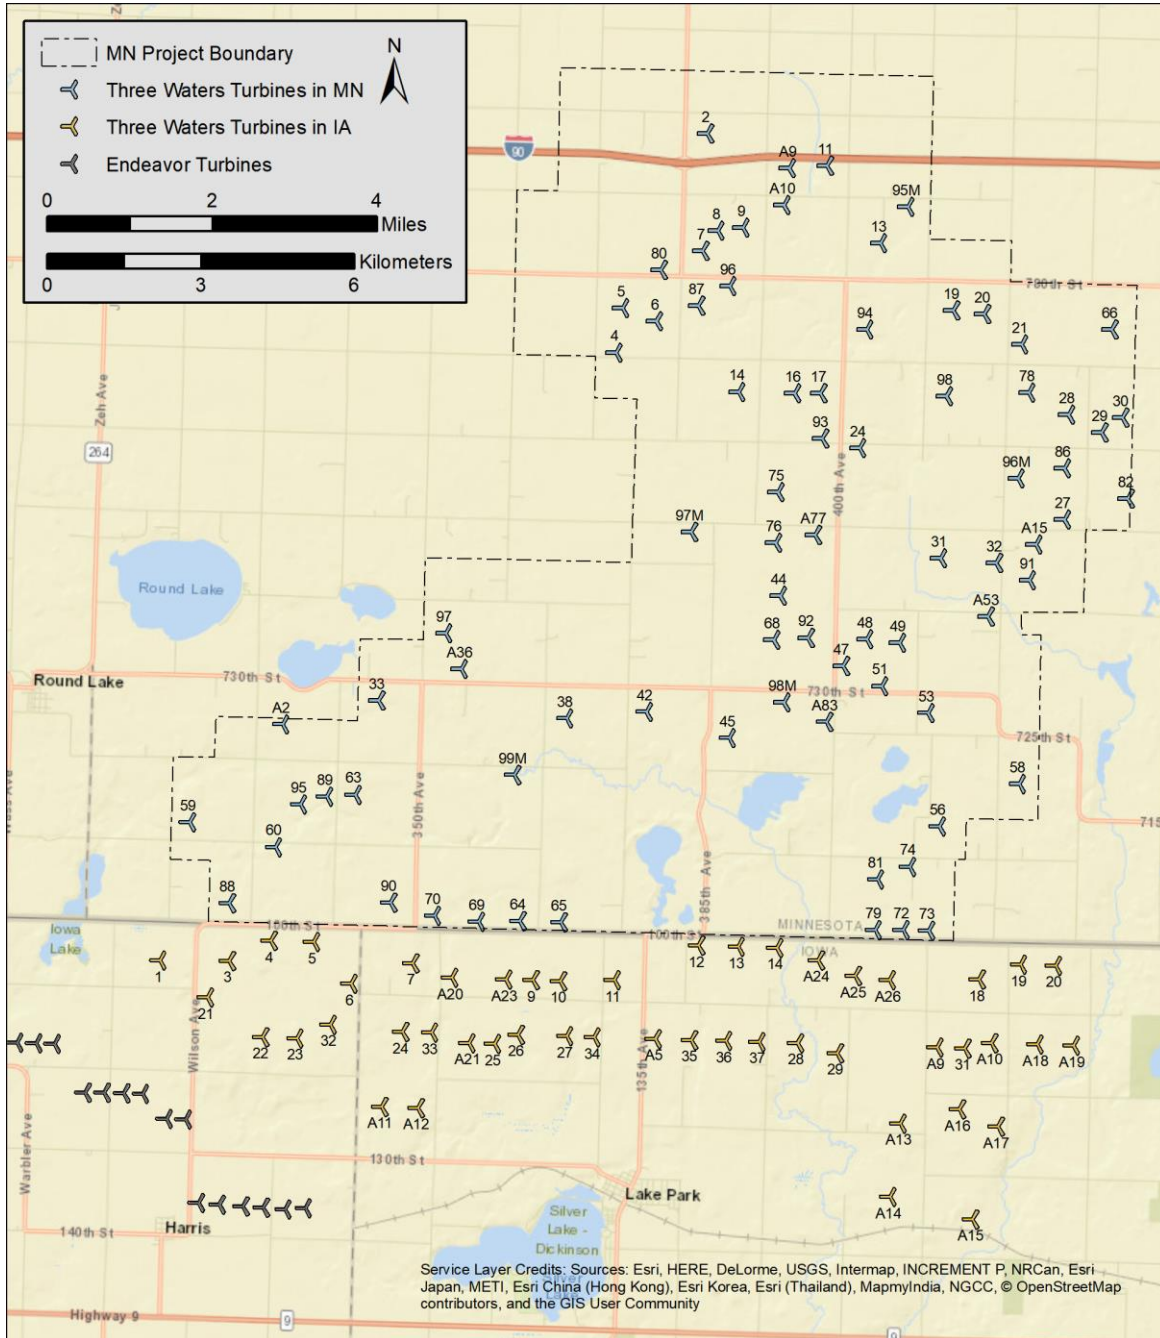 MN Project Boundary
N
Three Waters Turbines in MN
Three Waters Turbines in IA
Endeavor Turbines
0 2 4
Miles
Kilometers
0 3 6
90
2
A9 11
A10 95M
8 9
7 13
80
96
780th St
5 6 87
19 20
94 66
4 21
14 16 17 98 78
28 30
29
93 24
Zeh Ave
264
400th Ave
75 96M 86
82
97M 76 A77 27
31 32 A15
91
Round Lake
44
A53
97 68 92 48 49
A36 47
Round Lake
730th St
33 51
98M 730th St
A2 38 42 A83 53
45 725th St
99M
58
95 89 63
350th Ave
59 56 715
60
74
81
385th Ave
88 90 70 69 64 65
79 72 73
Iowa
Lake
100th St
100th St
MINNESOTA
IOWA
1 3 4 5 7 12 13 14 A24 19 20
6 A20 A23 9 10 11 A25 A26 18
21
Wilson Ave
22 23 32 24 33 A21 25 26 27 34 A5 35 36 37 28 29 A9 31 A10 A18 A19
135th Ave
A11 A12 A13 A16 A17
Warbler Ave
130th St
Lake Park
A14
A15
140th St
Harris
Silver
Lake -
Dickinson
Silver
Lake
Service Layer Credits: Sources: Esri, HERE, DeLorme, USGS, Intermap, INCREMENT P, NRCan, Esri
Japan, METI, Esri China (Hong Kong), Esri Korea, Esri (Thailand), MapmyIndia, NGCC, © OpenStreetMap
contributors, and the GIS User Community
Highway 9
9
9